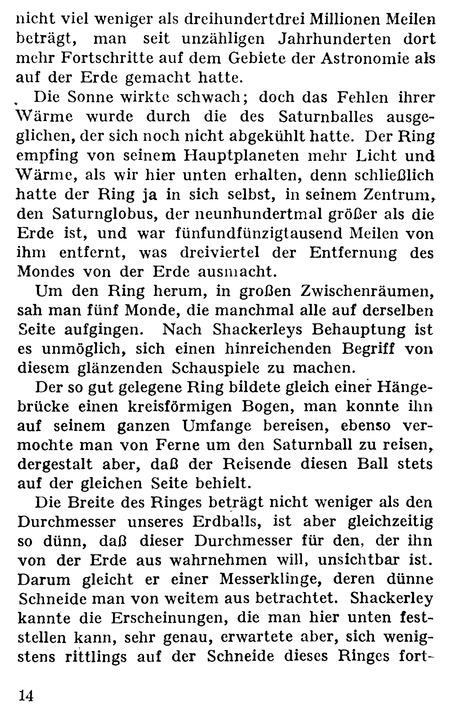 nicht viel weniger als dreihundertdrei Millionen Meilen
beträgt, man seit unzähligen Jahrhunderten dort
mehr Fortschritte auf dem Gebiete der Astronomie als
auf der Erde gemacht hatte.
Die Sonne wirkte schwach; doch das Fehlen ihrer
Wärme wurde durch die des Saturnballes ausge-
glichen, der sich noch nicht abgekühlt hatte. Der Ring
empfing von seinem Hauptplaneten mehr Licht und
Wärme, als wir hier unten erhalten, denn schließlich
hatte der Ring ja in sich selbst, in seinem Zentrum,
den Saturnglobus, der neunhundertmal größer als die
Erde ist, und war fünfundfünzigtausend Meilen von
ihm entfernt, was dreiviertel der Entfernung des
Mondes von der Erde ausmacht.
Um den Ring herum, in großen Zwischenräumen,
sah man fünf Monde, die manchmal alle auf derselben
Seite aufgingen. Nach Shackerleys Behauptung ist
es unmöglich, sich einen hinreichenden Begriff von
diesem glänzenden Schauspiele zu machen.
Der so gut gelegene Ring bildete gleich einer Hänge-
brücke einen kreisförmigen Bogen, man konnte ihn
auf seinem ganzen Umfange bereisen, ebenso ver-
mochte man von Ferne um den Saturnball zu reisen,
dergestalt aber, daß der Reisende diesen Ball stets
auf der gleichen Seite behielt.
Die Breite des Ringes beträgt nicht weniger als den
Durchmesser unseres Erdballs, ist aber gleichzeitig
so dünn, daß dieser Durchmesser für den, der ihn
von der Erde aus wahrnehmen will, unsichtbar ist.
Darum gleicht er einer Messerklinge, deren dünne
Schneide man von weitem aus betrachtet. Shackerley
kannte die Erscheinungen, die man hier unten fest-
stellen kann, sehr genau, erwartete aber, sich wenig-
stens rittlings auf der Schneide dieses Ringes fort-
14